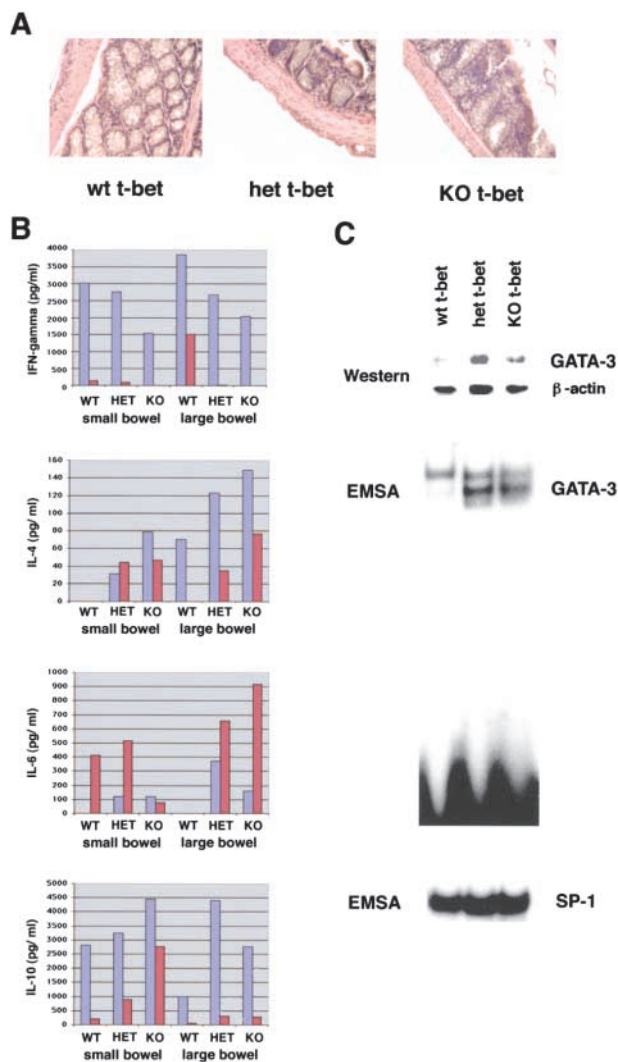 A
wt t-bet
het t-bet
KO t-bet
B
IFN-gamma (pg/ml)
4000
3500
3000
2500
2000
1500
1000
500
0
WT HET KO WT HET KO
small bowel large bowel
IL-4 (pg/ ml)
160
140
120
100
80
60
40
20
0
WT HET KO WT HET KO
small bowel large bowel
IL-6 (pg/ ml)
1000
900
800
700
600
500
400
300
200
100
0
WT HET KO WT HET KO
small bowel large bowel
IL-10 (pg/ ml)
5000
4500
4000
3500
3000
2500
2000
1500
1000
500
0
WT HET KO WT HET KO
small bowel large bowel
C
wt t-bet
het t-bet
KO t-bet
Western
GATA-3
β-actin
EMSA
GATA-3
EMSA
SP-1